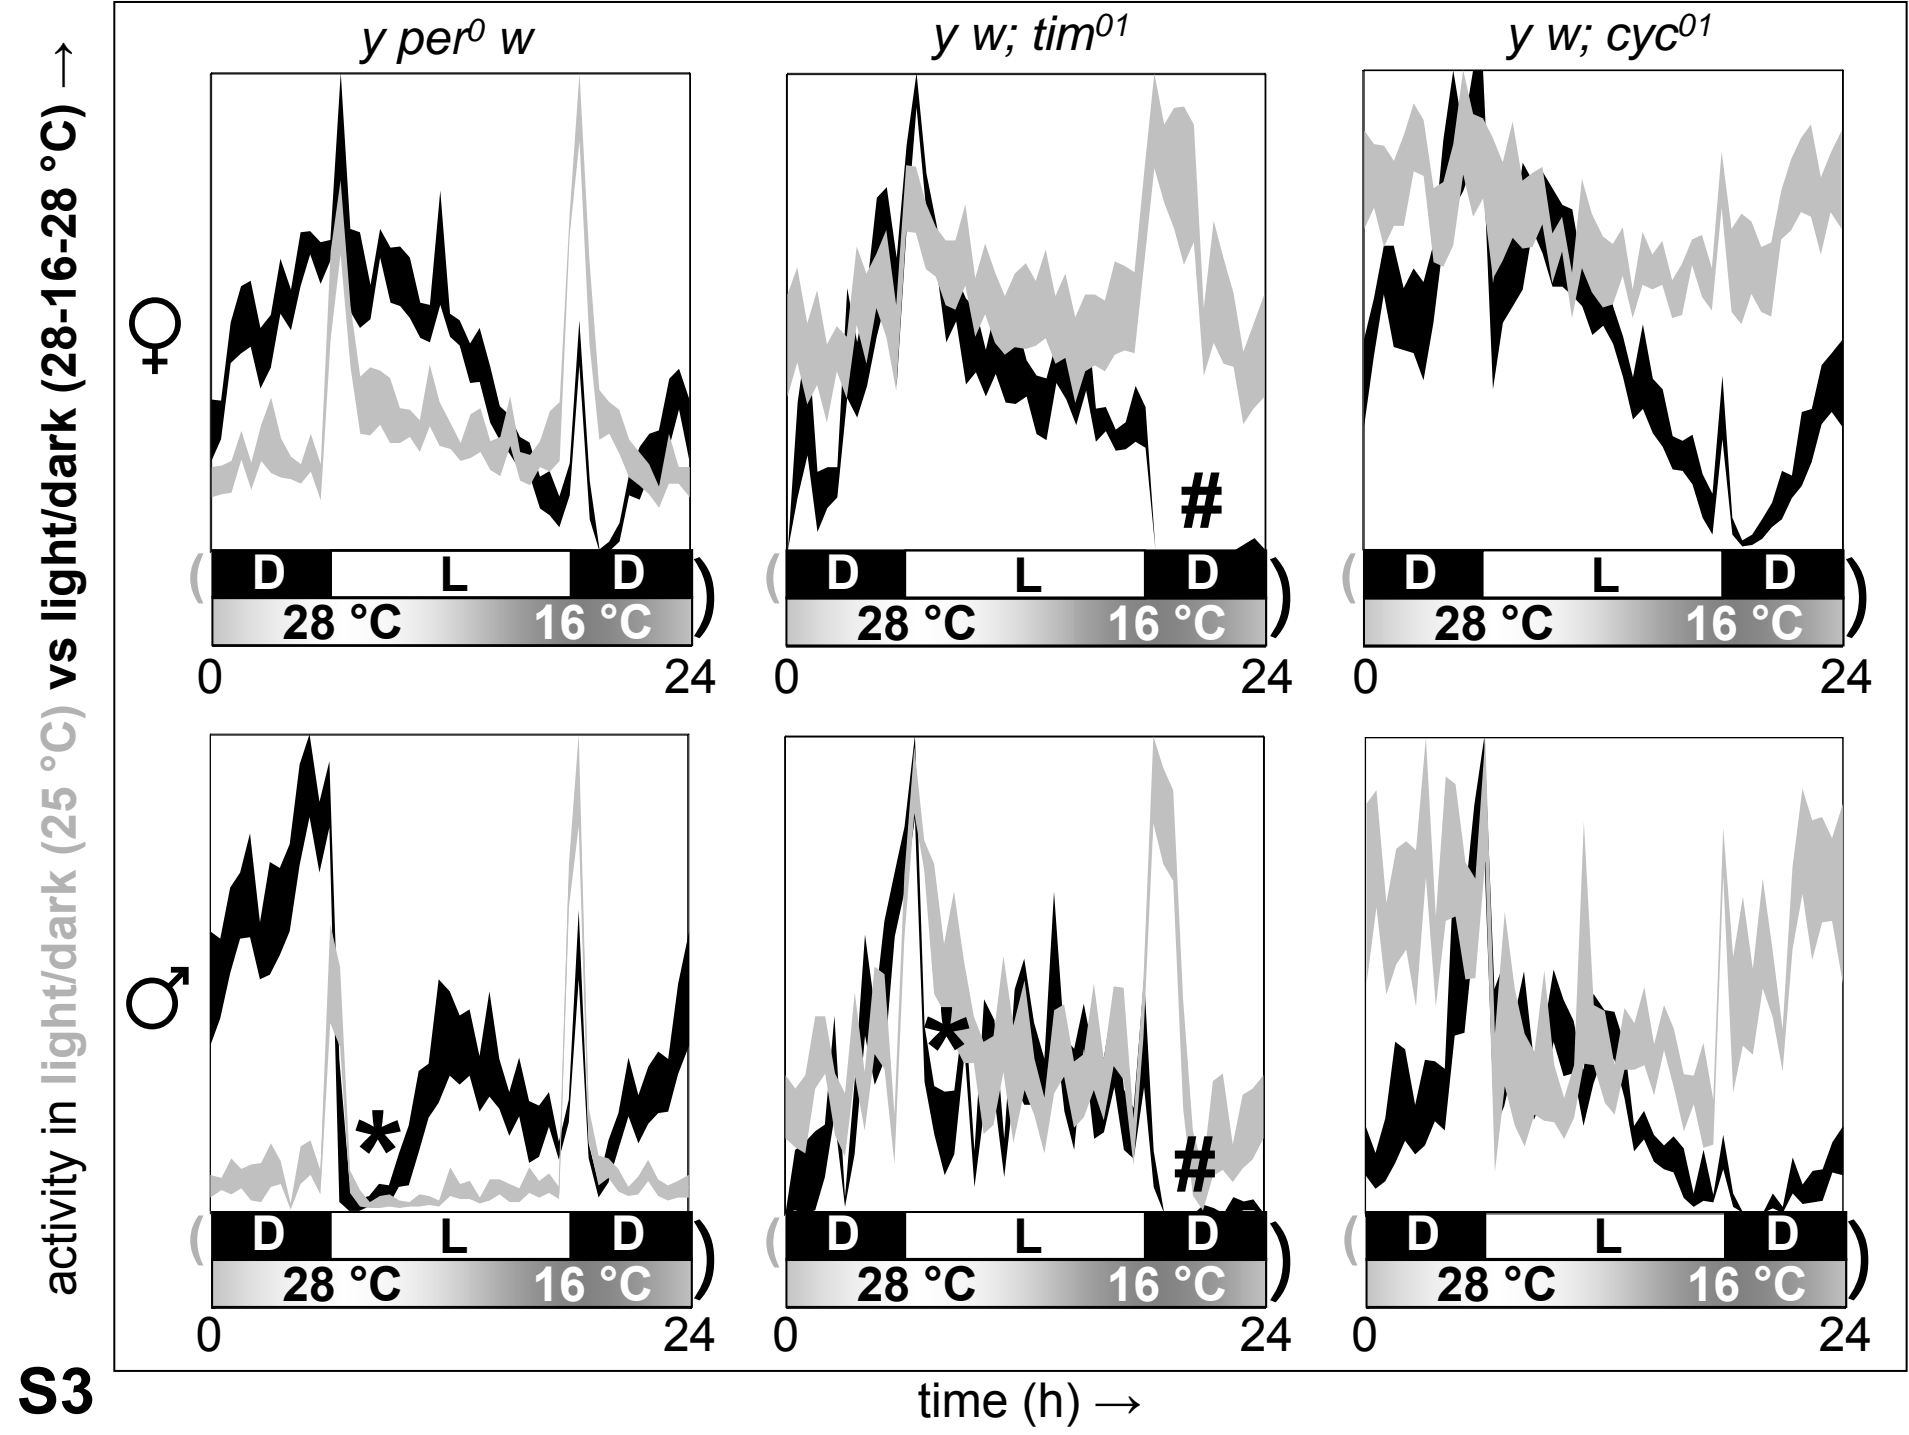 activity in light/dark (25 °C) vs light/dark (28-16-28 °C) →
y per⁰ w
y w; tim⁰¹
y w; cyc⁰¹
♀
#
( D L D )
28 °C 16 °C
0 24
( D L D )
28 °C 16 °C
0 24
( D L D )
28 °C 16 °C
0 24
♂
*
*
#
( D L D )
28 °C 16 °C
0 24
( D L D )
28 °C 16 °C
0 24
( D L D )
28 °C 16 °C
0 24
S3
time (h) →